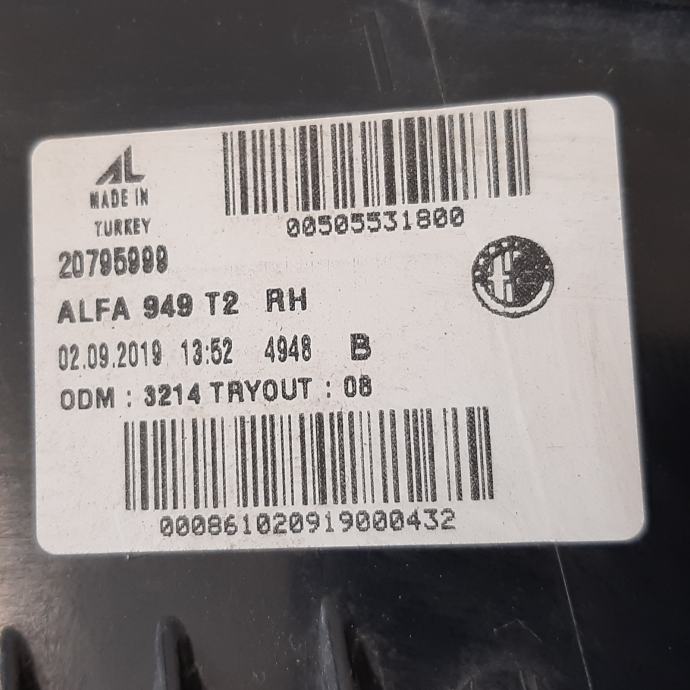 AL
MADE IN
TURKEY
00505531800
20795999
ALFA 949 T2 RH
02.09.2019 13:52 4948 B
ODM : 3214 TRYOUT : 08
000861020919000432